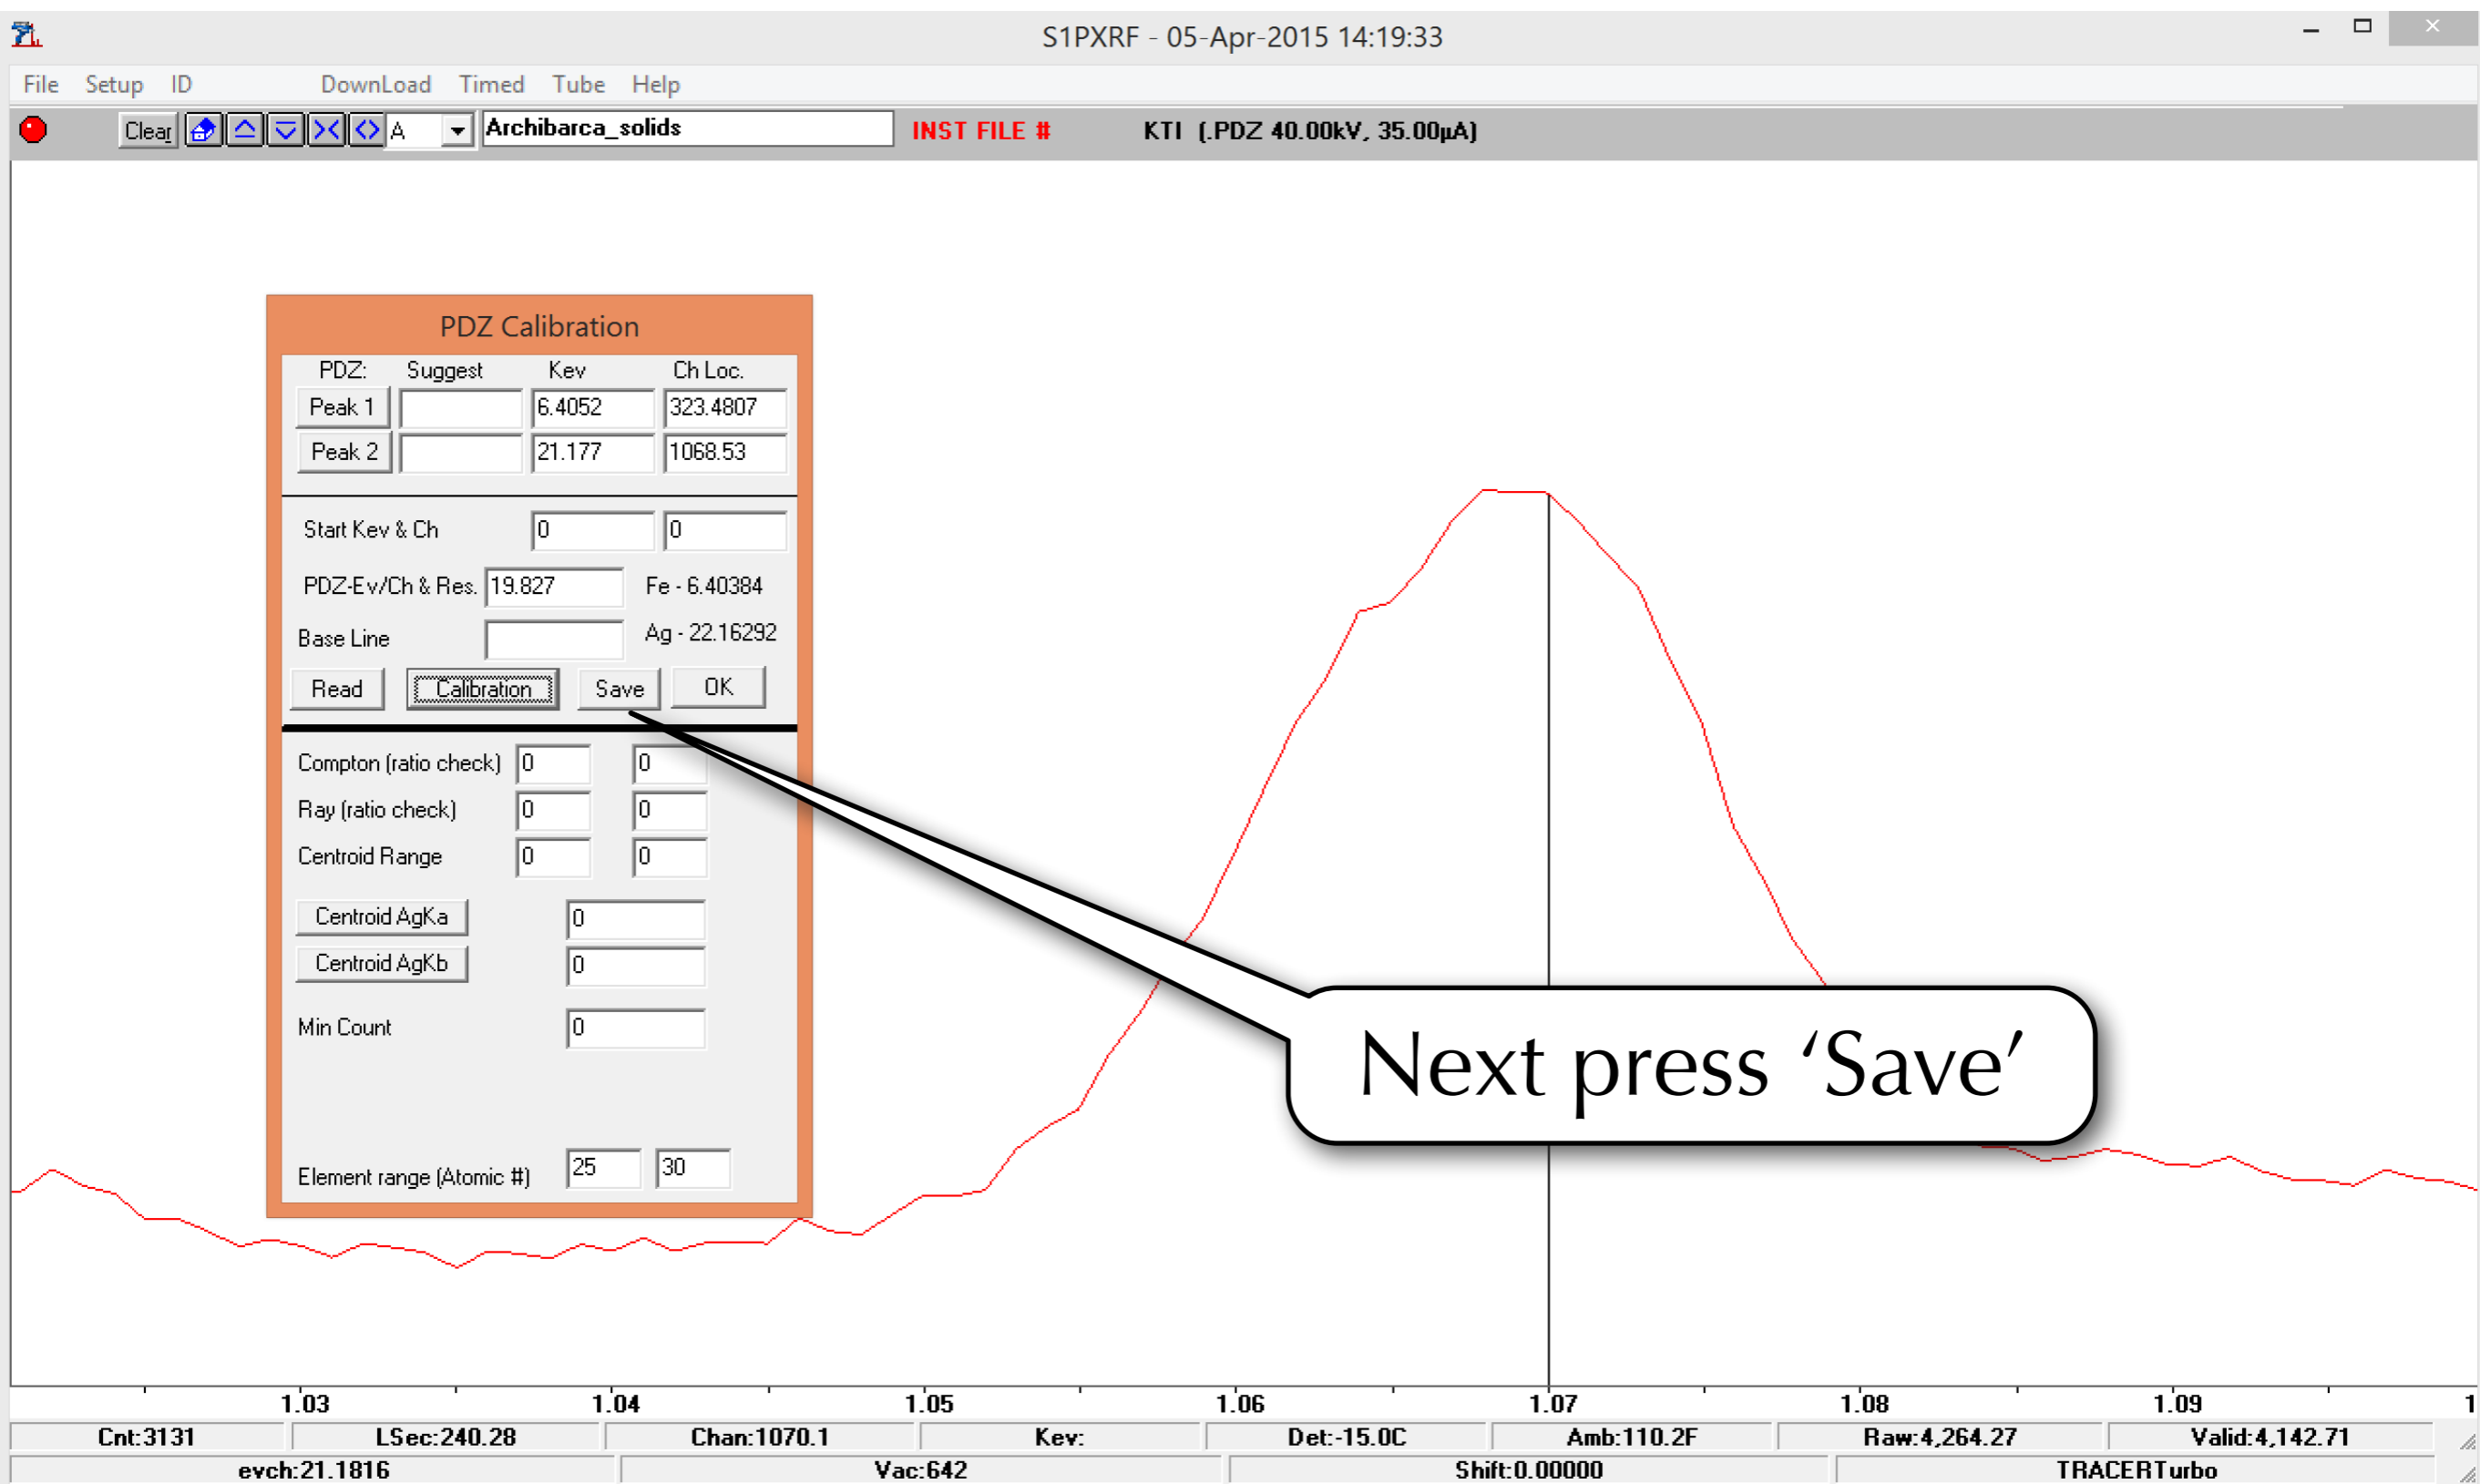 S1PXRF - 05-Apr-2015 14:19:33
File Setup ID DownLoad Timed Tube Help
Clear A Archibarca_solids INST FILE # KTI (.PDZ 40.00kV, 35.00µA)
PDZ Calibration
PDZ: Suggest Kev Ch Loc.
Peak 1 6.4052 323.4807
Peak 2 21.177 1068.53
Start Kev & Ch 0 0
PDZ-Ev/Ch & Res. 19.827 Fe - 6.40384
Base Line Ag - 22.16292
Read Calibration Save OK
Compton (ratio check) 0 0
Ray (ratio check) 0 0
Centroid Range 0 0
Centroid AgKa 0
Centroid AgKb 0
Min Count 0
Element range (Atomic #) 25 30
Next press ‘Save’
1.03 1.04 1.05 1.06 1.07 1.08 1.09 1
Cnt:3131 LSec:240.28 Chan:1070.1 Kev: Det:-15.0C Amb:110.2F Raw:4,264.27 Valid:4,142.71
evch:21.1816 Vac:642 Shift:0.00000 TRACERTurbo